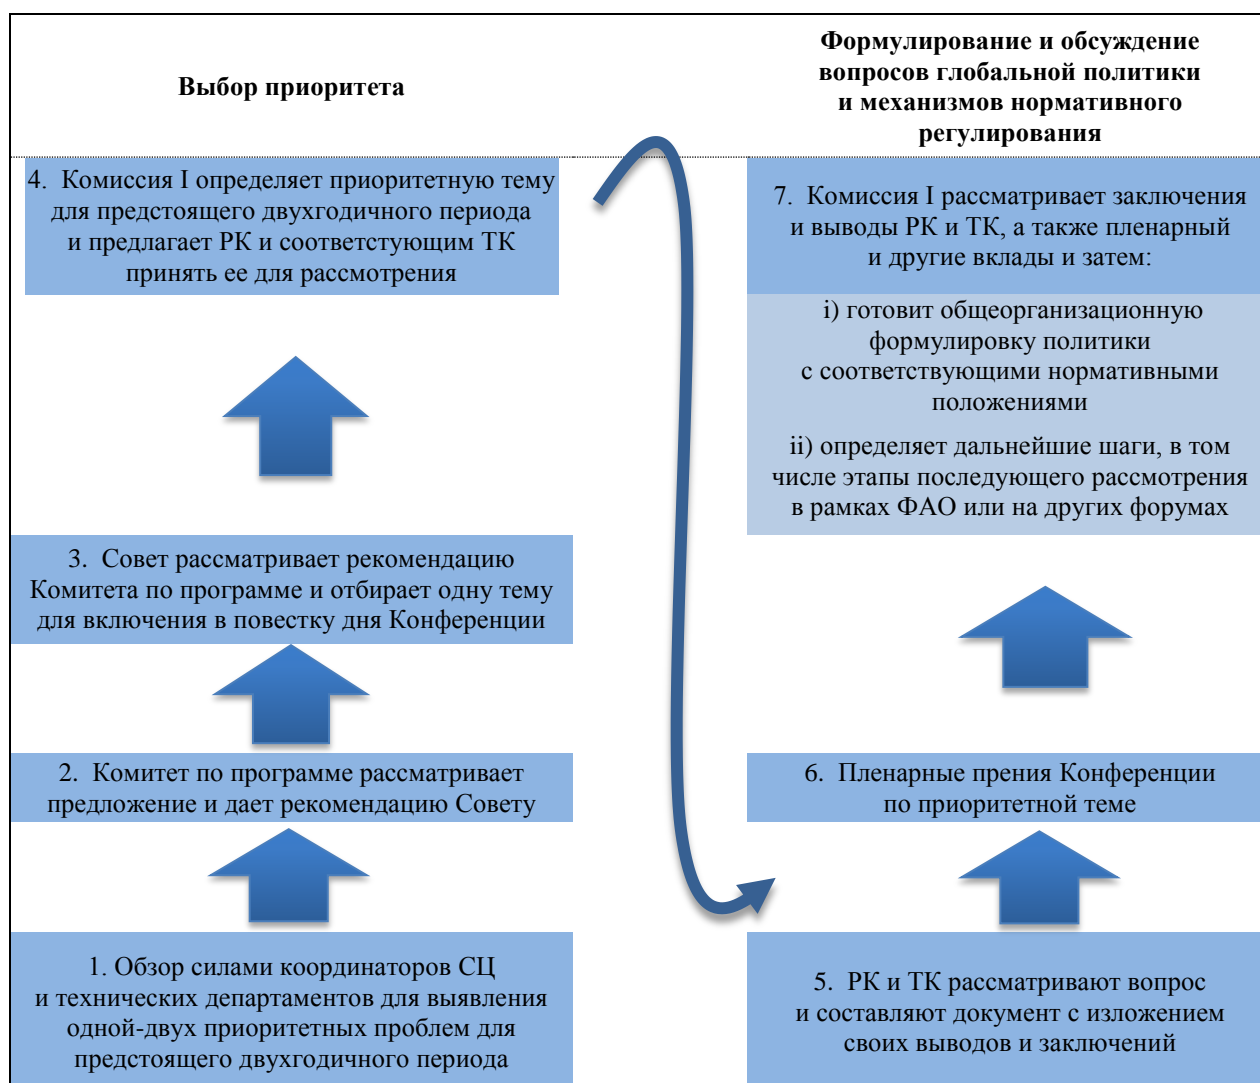 Выбор приоритета
Формулирование и обсуждение
вопросов глобальной политики
и механизмов нормативного
регулирования
4. Комиссия I определяет приоритетную тему
для предстоящего двухгодичного периода
и предлагает РК и соответстующим ТК
принять ее для рассмотрения
3. Совет рассматривает рекомендацию
Комитета по программе и отбирает одну тему
для включения в повестку дня Конференции
2. Комитет по программе рассматривает
предложение и дает рекомендацию Совету
1. Обзор силами координаторов СЦ
и технических департаментов для выявления
одной-двух приоритетных проблем для
предстоящего двухгодичного периода
7. Комиссия I рассматривает заключения
и выводы РК и ТК, а также пленарный
и другие вклады и затем:
i) готовит общеорганизационную
формулировку политики
с соответствующими нормативными
положениями
ii) определяет дальнейшие шаги, в том
числе этапы последующего рассмотрения
в рамках ФАО или на других форумах
6. Пленарные прения Конференции
по приоритетной теме
5. РК и ТК рассматривают вопрос
и составляют документ с изложением
своих выводов и заключений